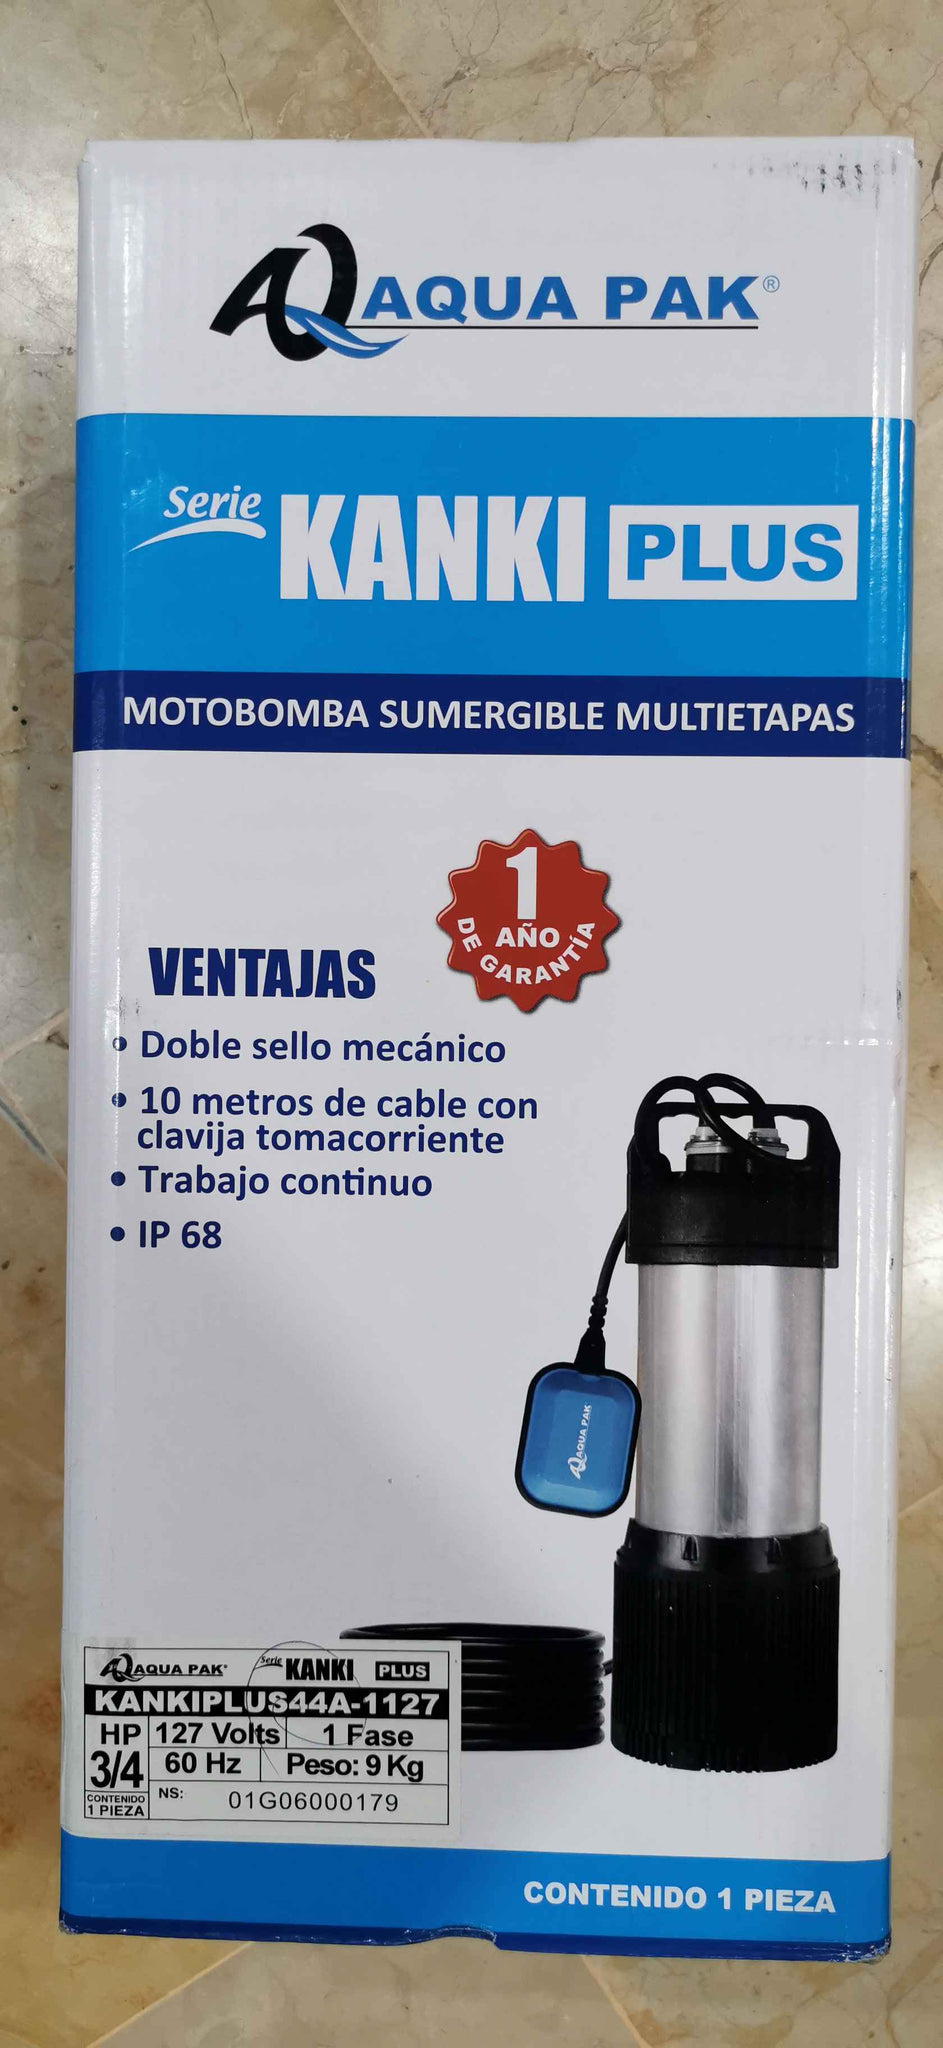 AQUA PAK®
Serie KANKI PLUS
MOTOBOMBA SUMERGIBLE MULTIETAPAS
1
AÑO
DE GARANTÍA
VENTAJAS
• Doble sello mecánico
• 10 metros de cable con
clavija tomacorriente
• Trabajo continuo
• IP 68
AQUA PAK
AQUA PAK® Serie KANKI PLUS
KANKIPLUS44A-1127
HP 127 Volts 1 Fase
3/4 60 Hz Peso: 9 Kg
CONTENIDO
1 PIEZA
NS: 01G06000179
CONTENIDO 1 PIEZA